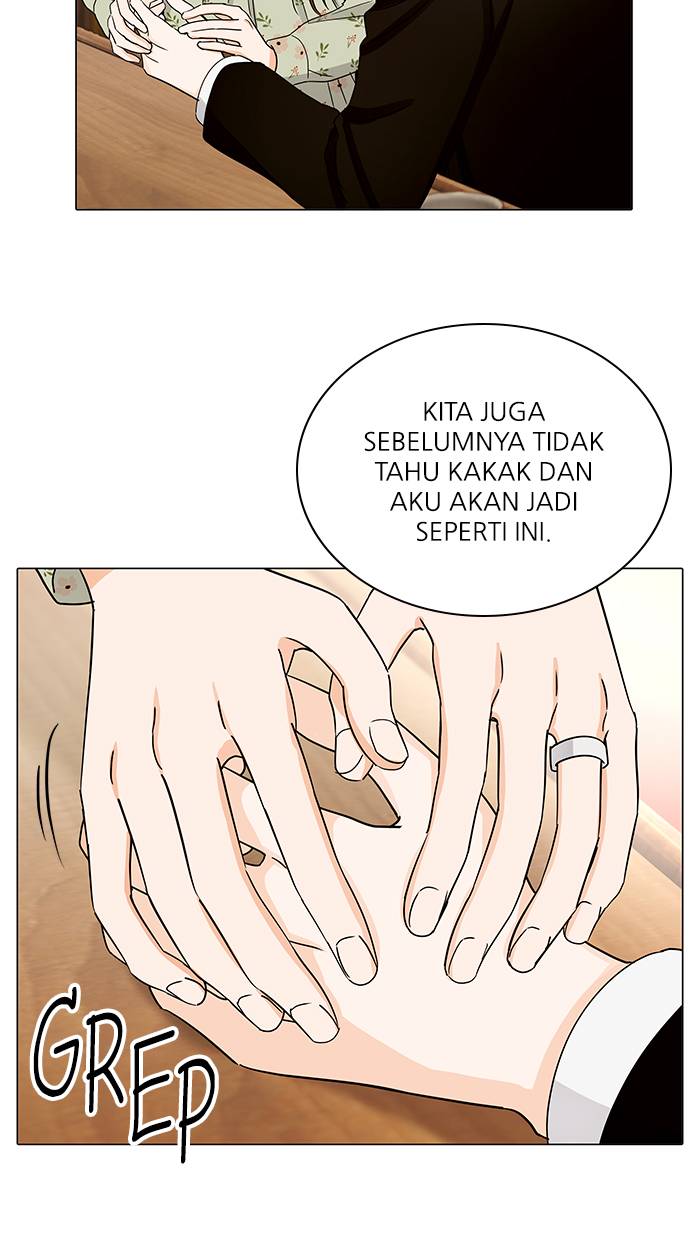 KITA JUGA
SEBELUMNYA TIDAK
TAHU KAKAK DAN
AKU AKAN JADI
SEPERTI INI.
GREP